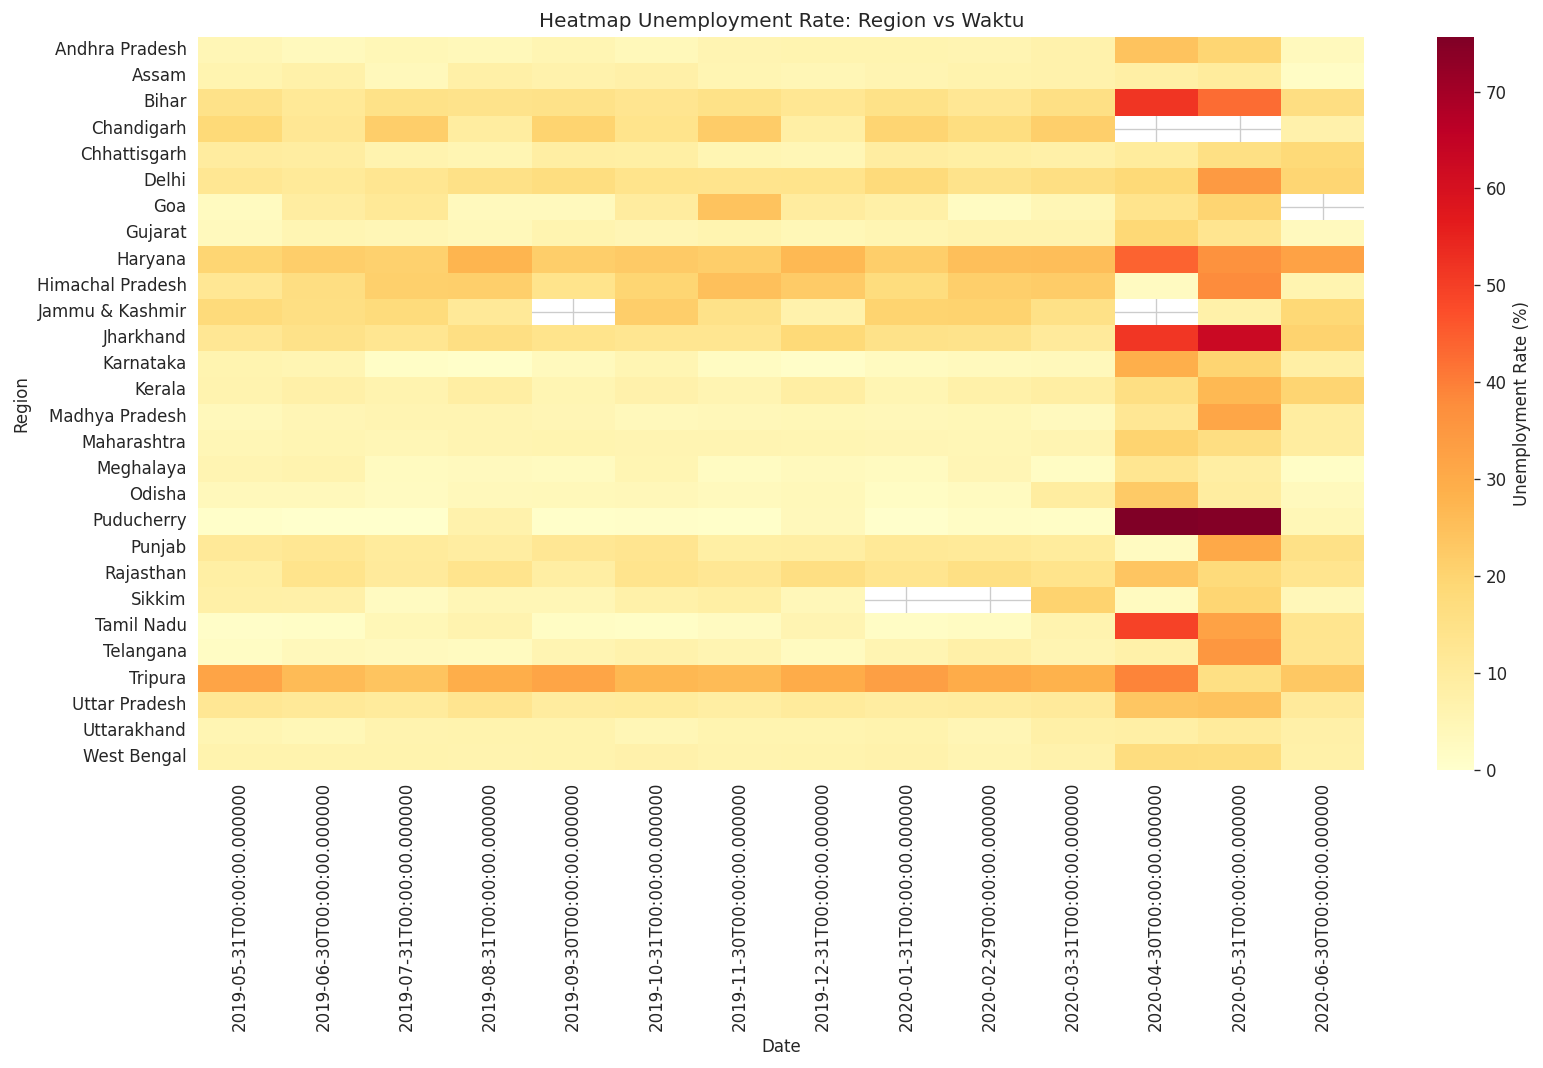 Heatmap Unemployment Rate: Region vs Waktu
Region
Andhra Pradesh
Assam
Bihar
Chandigarh
Chhattisgarh
Delhi
Goa
Gujarat
Haryana
Himachal Pradesh
Jammu & Kashmir
Jharkhand
Karnataka
Kerala
Madhya Pradesh
Maharashtra
Meghalaya
Odisha
Puducherry
Punjab
Rajasthan
Sikkim
Tamil Nadu
Telangana
Tripura
Uttar Pradesh
Uttarakhand
West Bengal
2019-05-31T00:00:00.000000
2019-06-30T00:00:00.000000
2019-07-31T00:00:00.000000
2019-08-31T00:00:00.000000
2019-09-30T00:00:00.000000
2019-10-31T00:00:00.000000
2019-11-30T00:00:00.000000
2019-12-31T00:00:00.000000
2020-01-31T00:00:00.000000
2020-02-29T00:00:00.000000
2020-03-31T00:00:00.000000
2020-04-30T00:00:00.000000
2020-05-31T00:00:00.000000
2020-06-30T00:00:00.000000
Date
70
60
50
40
30
20
10
0
Unemployment Rate (%)